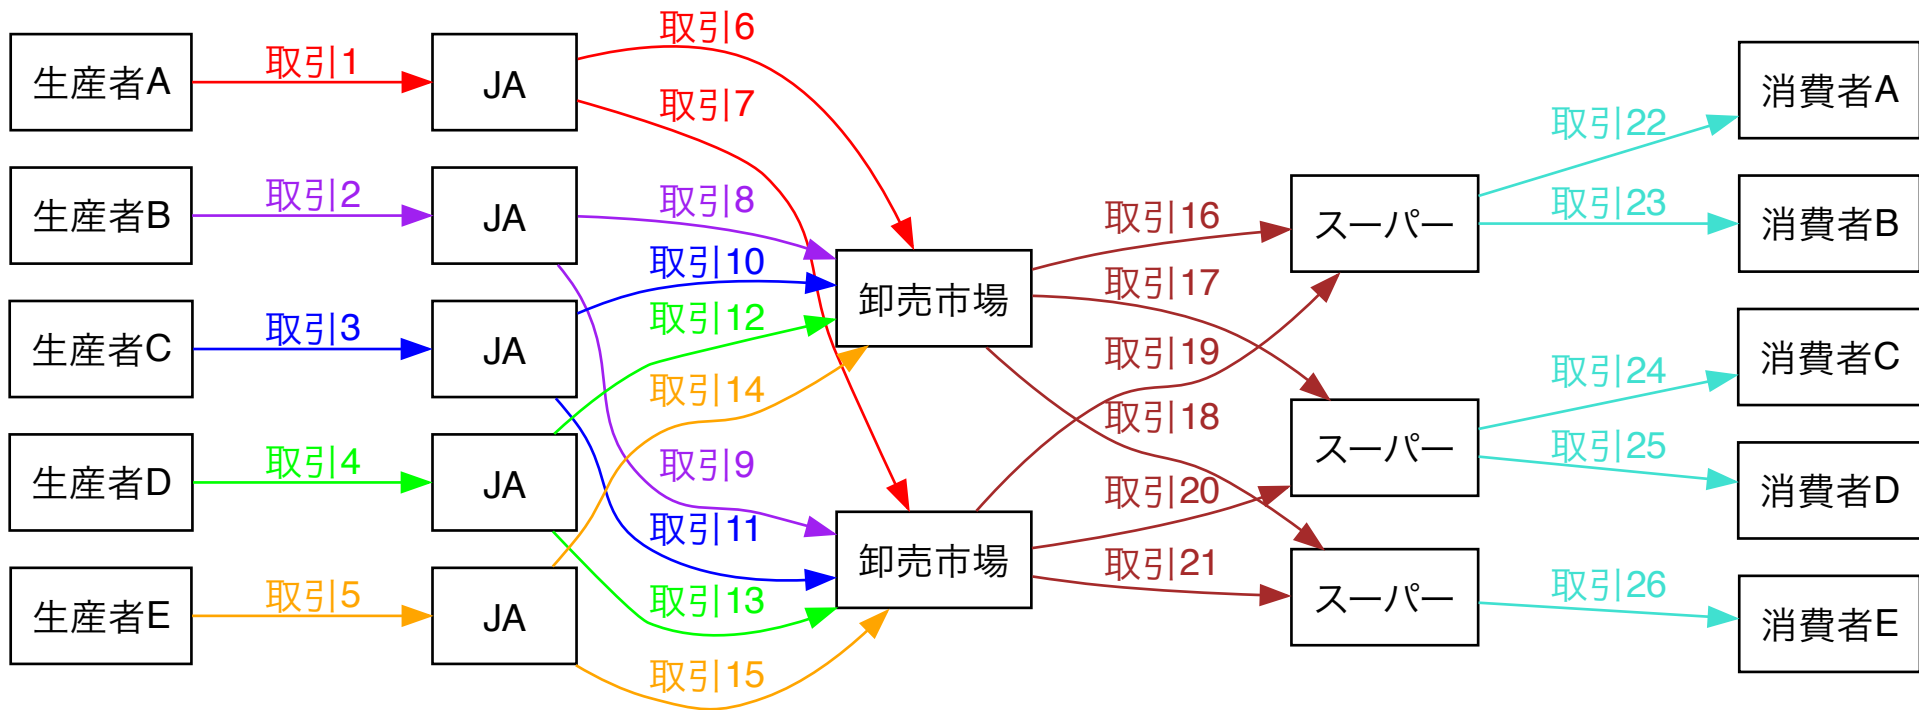 生産者A
取引1
JA
取引6
取引7
生産者B
取引2
JA
取引8
取引9
生産者C
取引3
JA
取引10
取引11
生産者D
取引4
JA
取引12
取引13
生産者E
取引5
JA
取引14
取引15
卸売市場
取引16
取引17
取引18
卸売市場
取引19
取引20
取引21
スーパー
取引22
取引23
スーパー
取引24
取引25
スーパー
取引26
消費者A
消費者B
消費者C
消費者D
消費者E